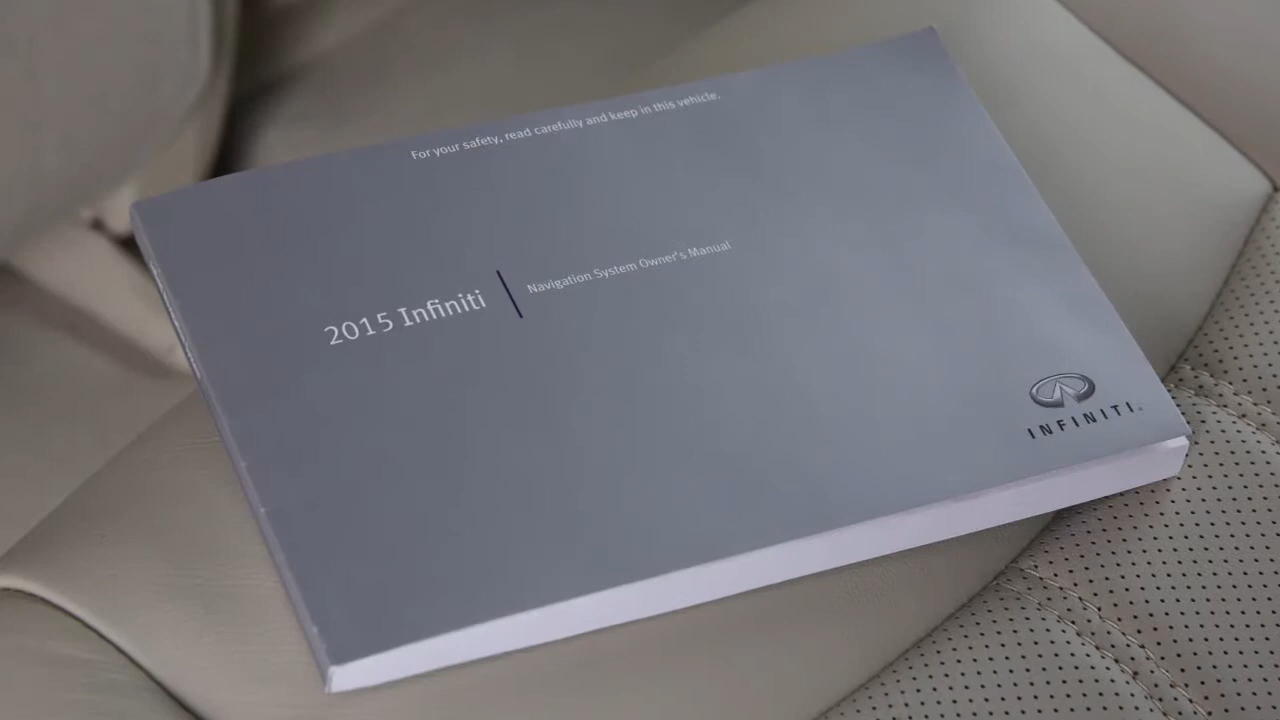 For your safety, read carefully and keep in this vehicle.
2015 Infiniti | Navigation System Owner's Manual
INFINITI